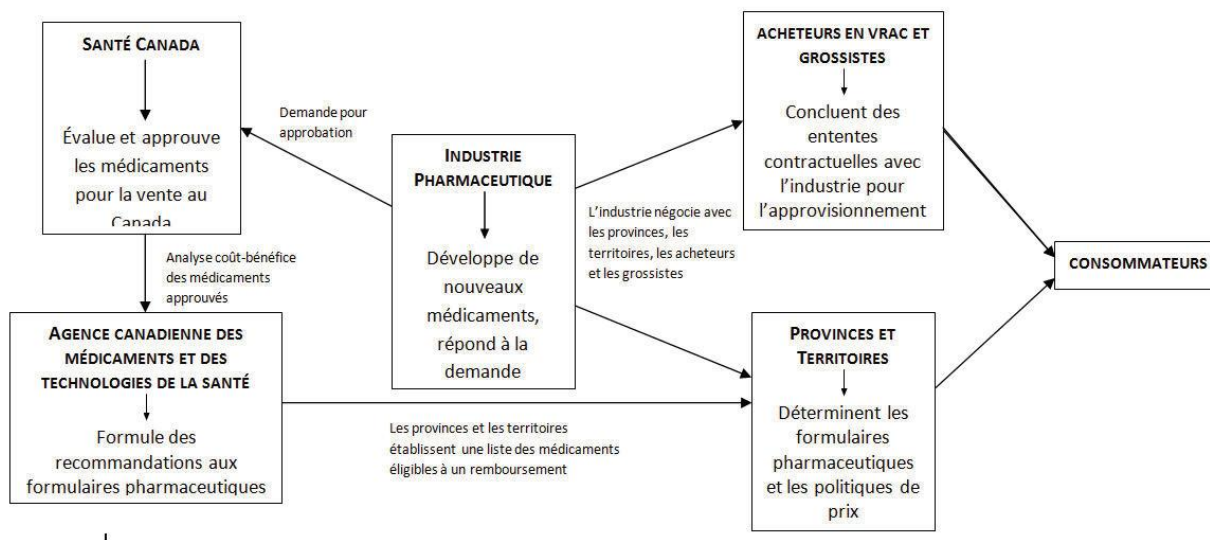 SANTÉ CANADA
Évalue et approuve
les médicaments
pour la vente au
Canada
Demande pour
approbation
INDUSTRIE
PHARMACEUTIQUE
Développe de
nouveaux
médicaments,
répond à la
demande
ACHETEURS EN VRAC ET
GROSSISTES
Concluent des
ententes
contractuelles avec
l'industrie pour
l'approvisionnement
L'industrie négocie avec
les provinces, les
territoires, les acheteurs
et les grossistes
CONSOMMATEURS
Analyse coût-bénéfice
des médicaments
approuvés
AGENCE CANADIENNE DES
MÉDICAMENTS ET DES
TECHNOLOGIES DE LA SANTÉ
Formule des
recommandations aux
formulaires pharmaceutiques
Les provinces et les territoires
établissent une liste des médicaments
éligibles à un remboursement
PROVINCES ET
TERRITOIRES
Déterminent les
formulaires
pharmaceutiques
et les politiques de
prix